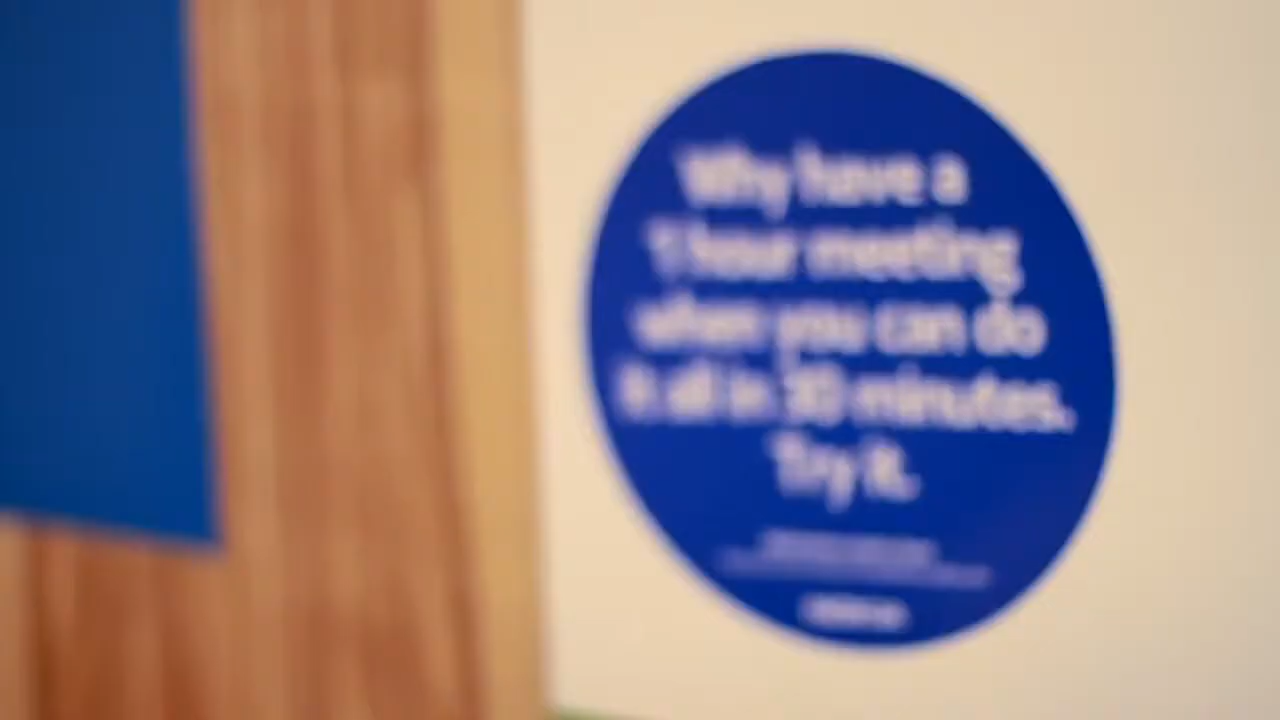 Why have a
1 hour meeting
when you can do
it all in 30 minutes.
Try it.